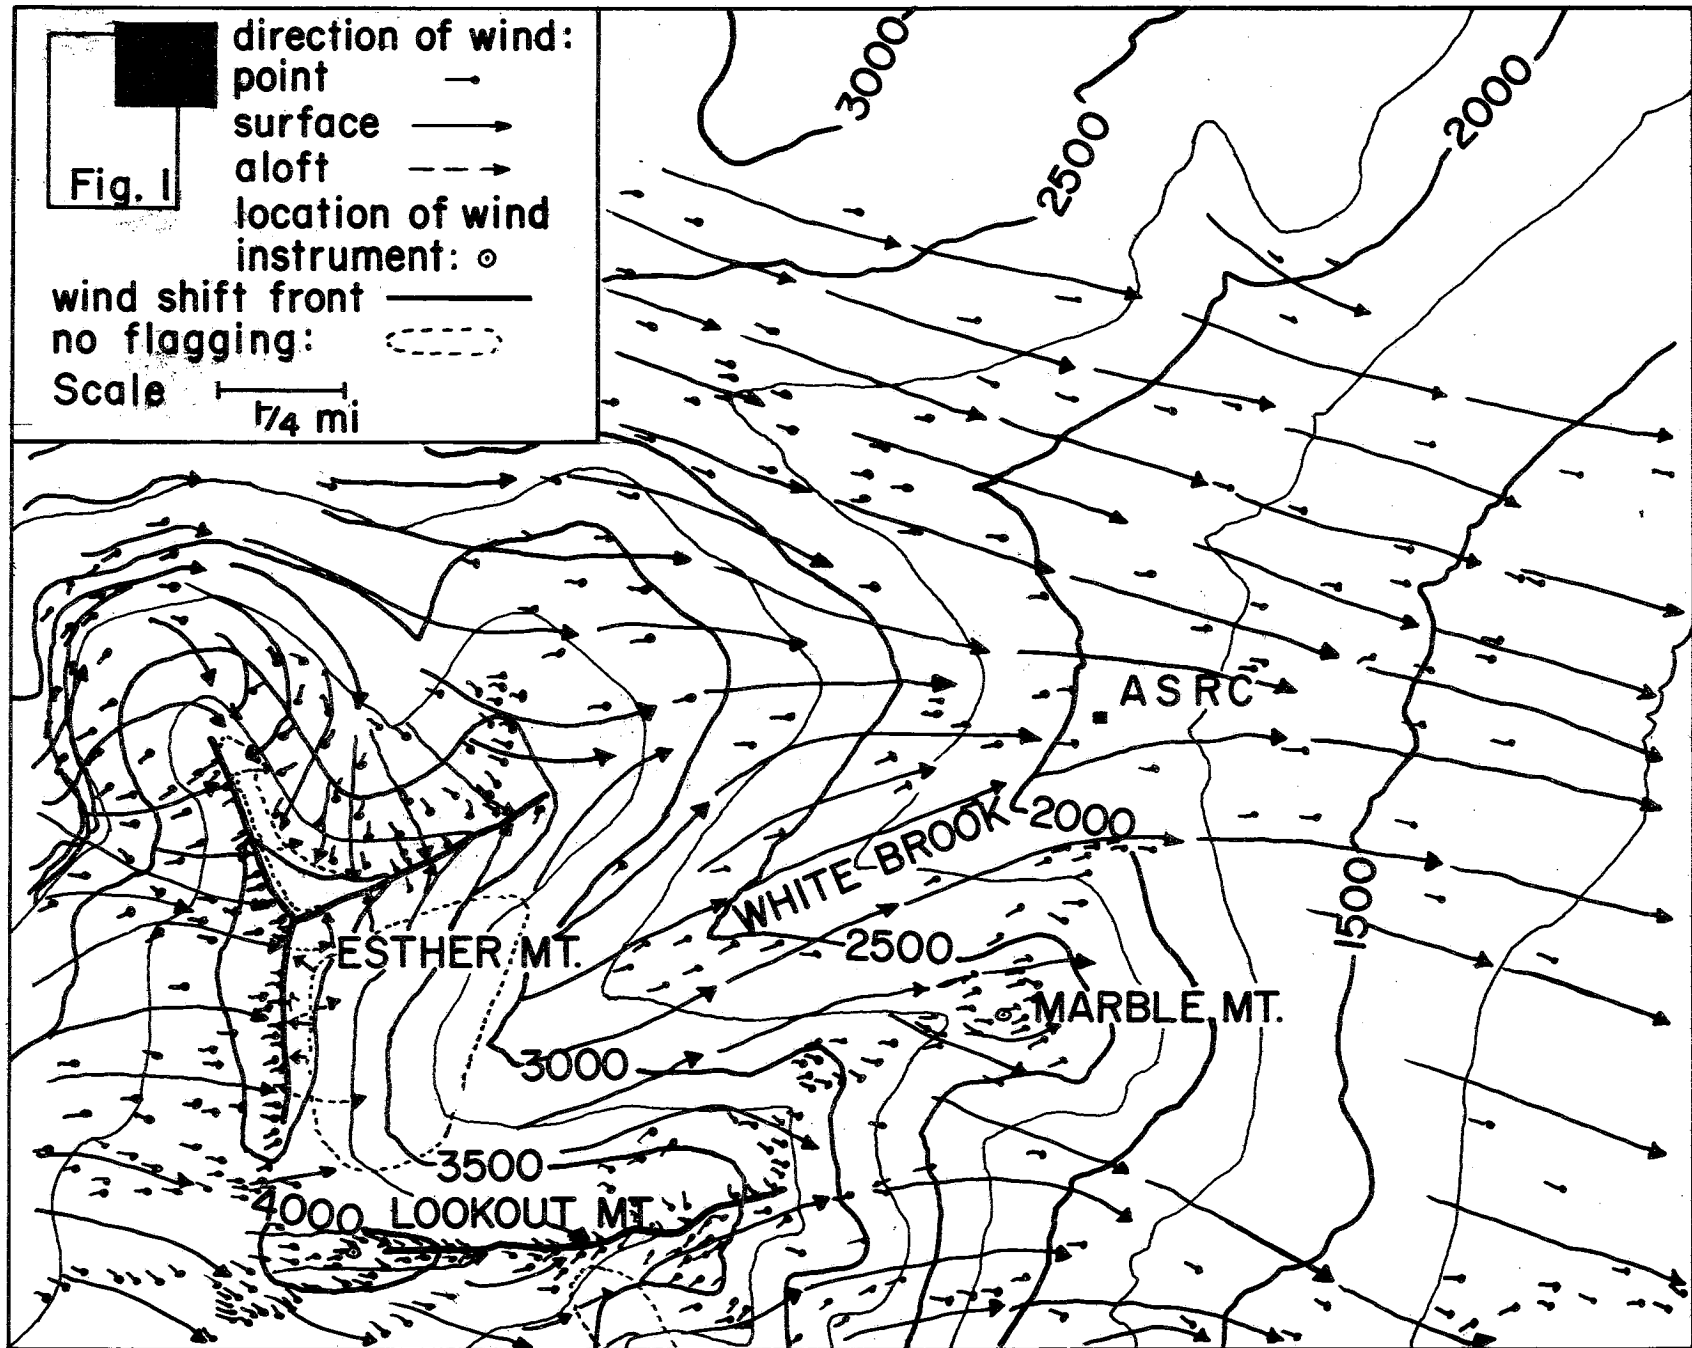 direction of wind:
point
surface
aloft
location of wind
instrument:
wind shift front
no flagging:
Scale
1/4 mi
Fig. 1
3000
2500
2000
ASRC
WHITE BROOK
2000
1500
ESTHER MT.
2500
MARBLE MT.
3000
3500
4000
LOOKOUT MT.